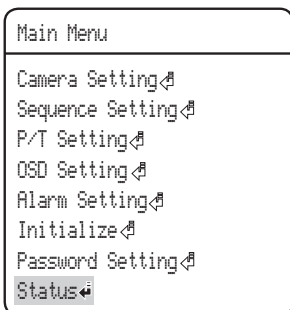 Main Menu
Camera Setting↵
Sequence Setting↵
P/T Setting↵
OSD Setting↵
Alarm Setting↵
Initialize↵
Password Setting↵
Status↵